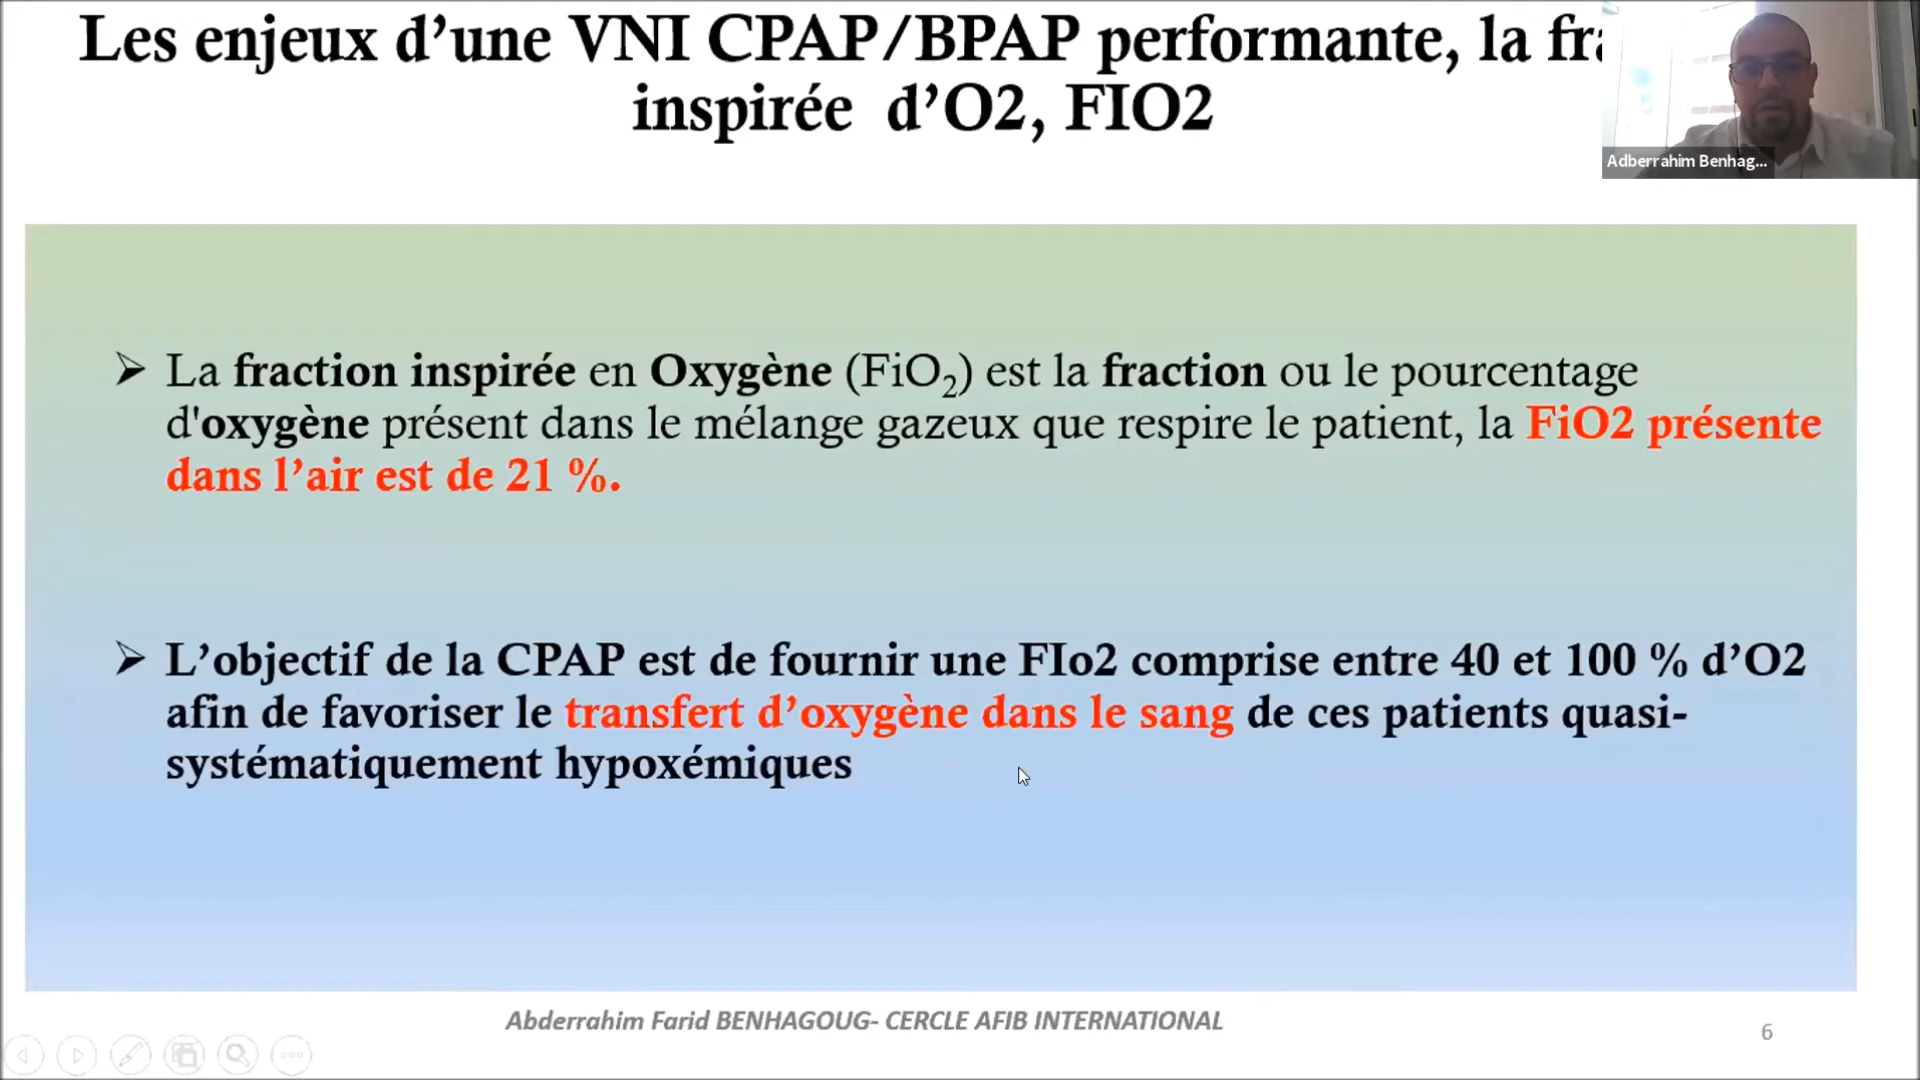 Les enjeux d’une VNI CPAP/BPAP performante, la
inspirée d’O2, FIO2
Adberrahim Benhag...
➢ La fraction inspirée en Oxygène (FiO₂) est la fraction ou le pourcentage
d'oxygène présent dans le mélange gazeux que respire le patient, la FiO2 présente
dans l’air est de 21 %.
➢ L’objectif de la CPAP est de fournir une FIo2 comprise entre 40 et 100 % d’O2
afin de favoriser le transfert d’oxygène dans le sang de ces patients quasi-
systématiquement hypoxémiques
Abderrahim Farid BENHAGOUG- CERCLE AFIB INTERNATIONAL
6